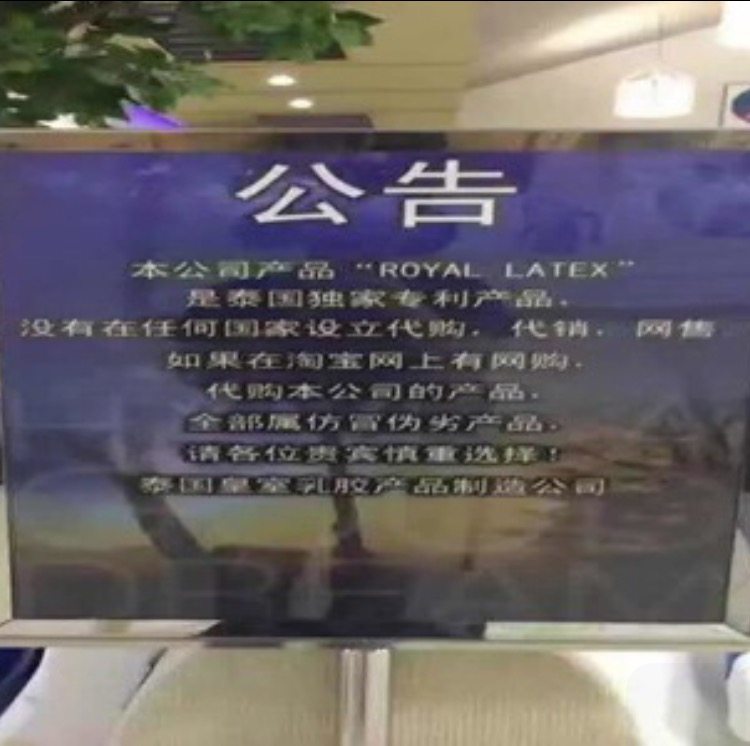 公告
本公司产品“ROYAL LATEX”
是泰国独家专利产品，
没有在任何国家设立代购，代销，网售
如果在淘宝网上有网购，
代购本公司的产品，
全部属仿冒伪劣产品，
请各位贵宾慎重选择！
泰国皇室乳胶产品制造公司
DREAM